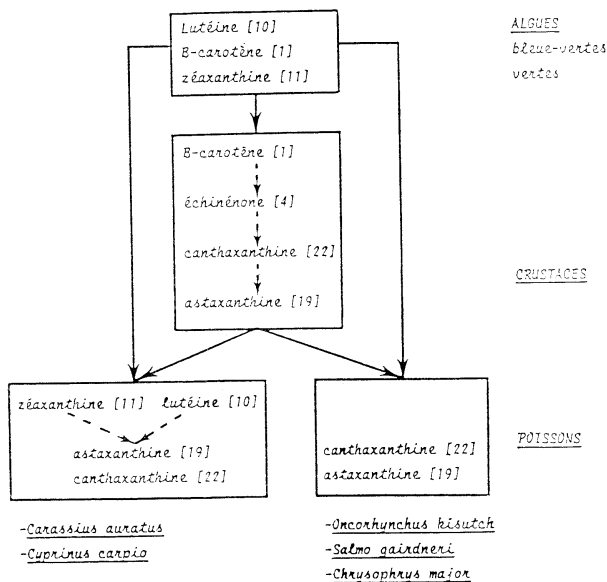 Lutéine [10]
B-carotène [1]
zéaxanthine [11]
ALGUES
bleue-vertes
vertes
B-carotène [1]
échinénone [4]
canthaxanthine [22]
astaxanthine [19]
CRUSTACES
zéaxanthine [11] lutéine [10]
astaxanthine [19]
canthaxanthine [22]
canthaxanthine [22]
astaxanthine [19]
POISSONS
-Carassius auratus
-Cyprinus carpio
-Oncorhynchus kisutch
-Salmo gairdneri
-Chrysophrys major